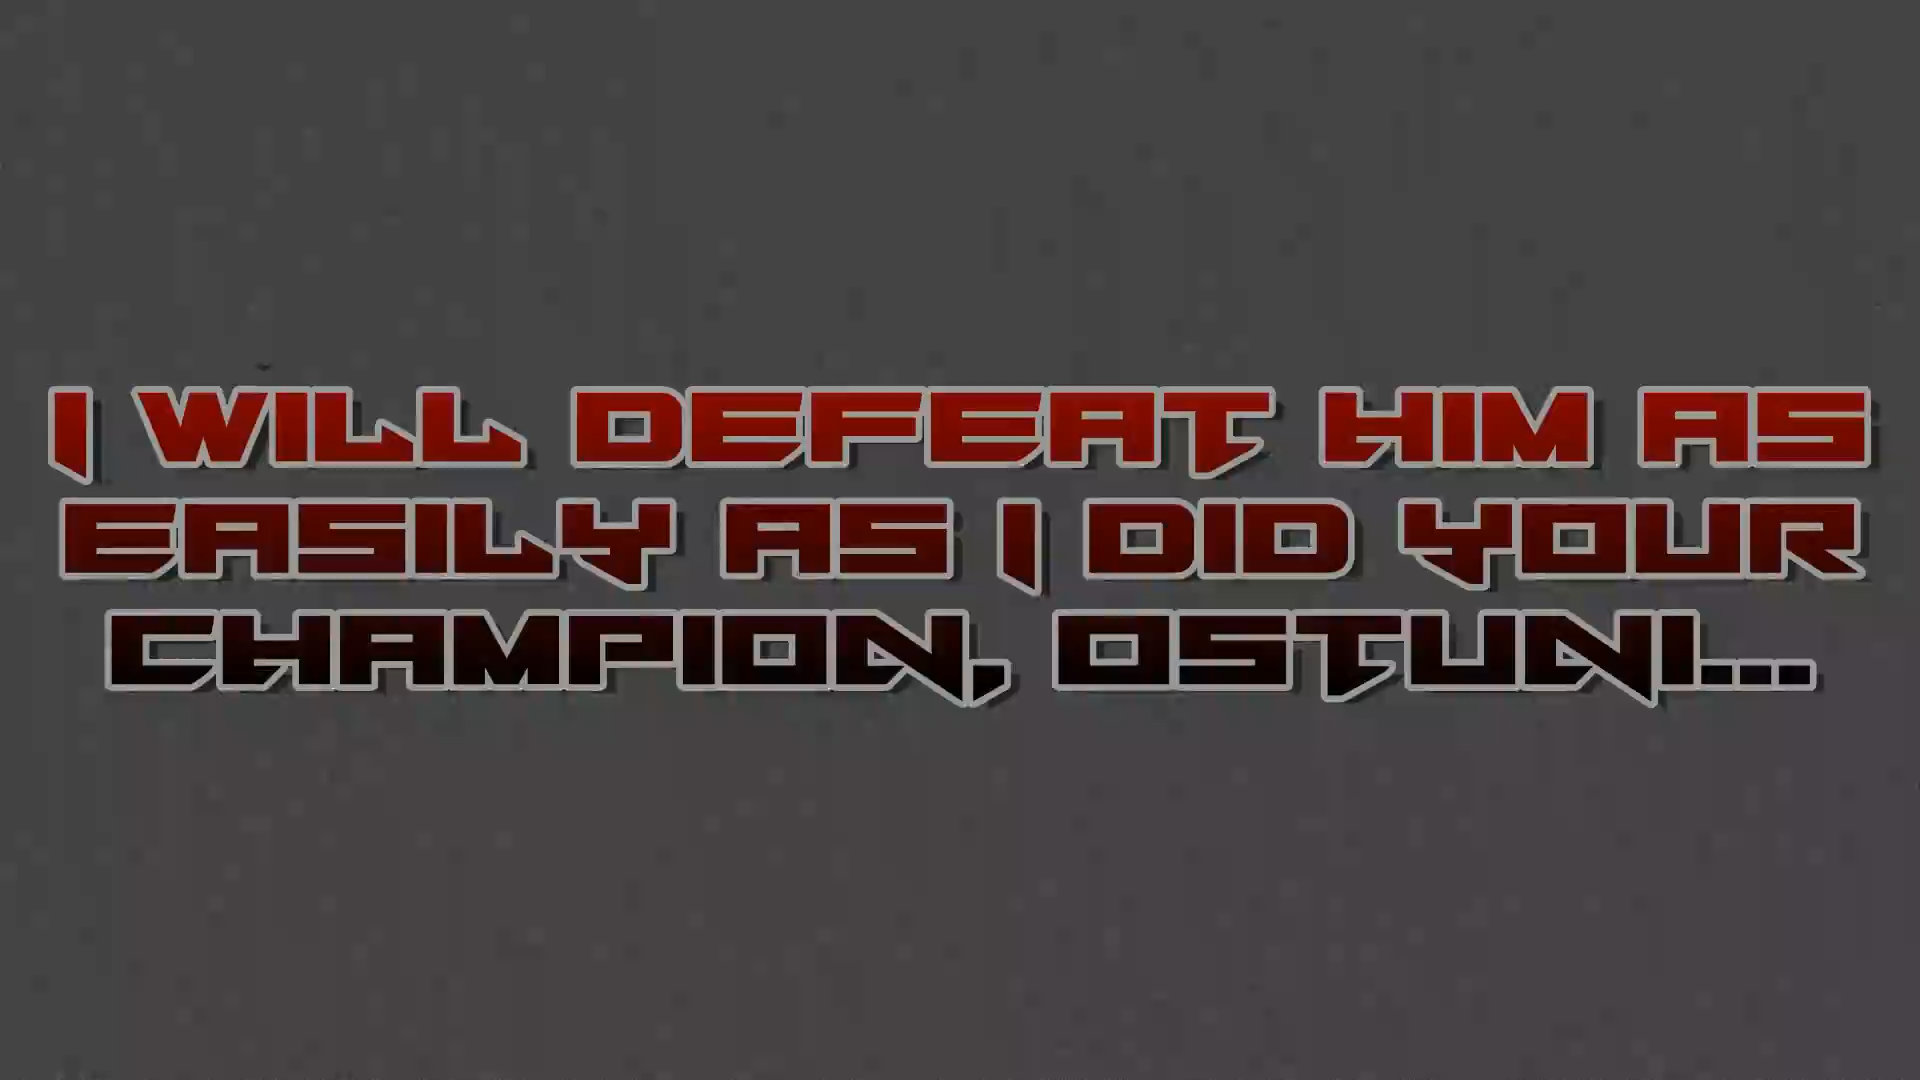 I WILL DEFEAT HIM AS
EASILY AS I DID YOUR
CHAMPION, OSTUNI...